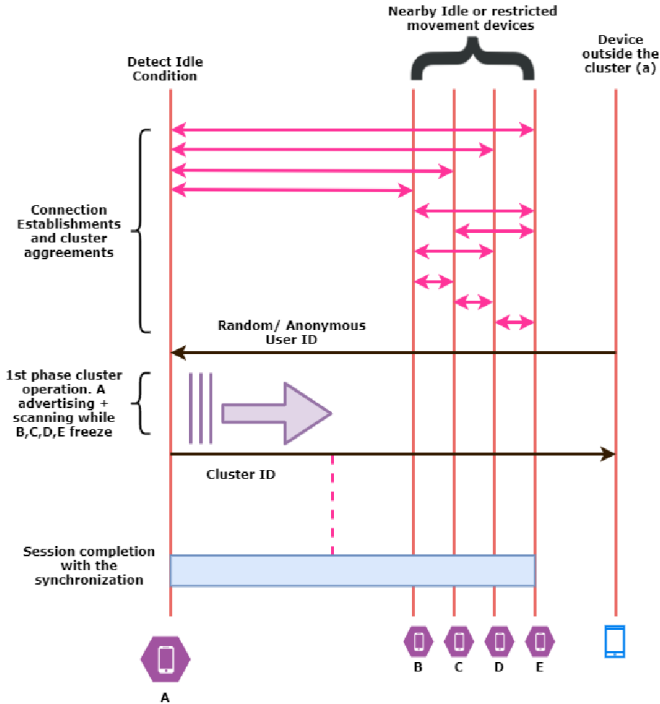 Nearby Idle or restricted
movement devices
Device
outside the
cluster (a)
Detect Idle
Condition
Connection
Establishments
and cluster
aggreements
Random/ Anonymous
User ID
1st phase cluster
operation. A
advertising +
scanning while
B,C,D,E freeze
Cluster ID
Session completion
with the
synchronization
A
B
C
D
E